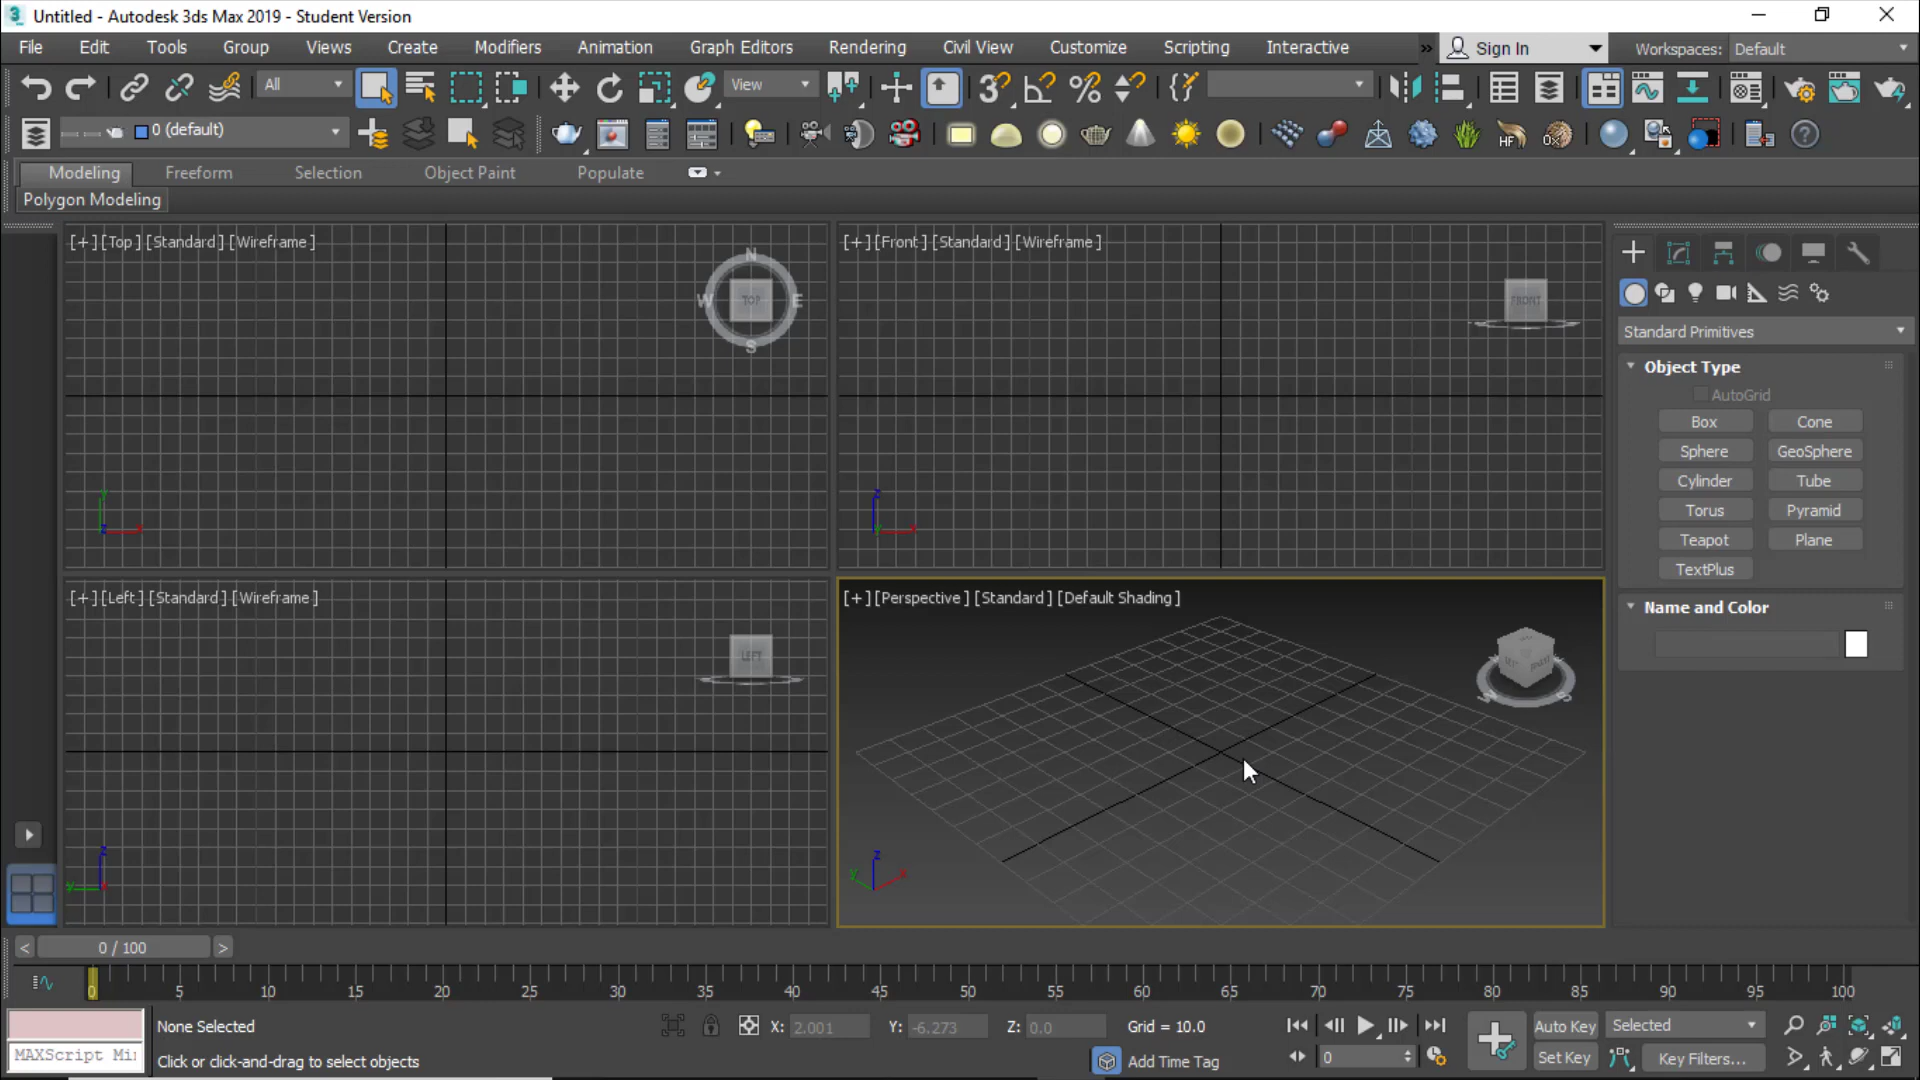 Untitled - Autodesk 3ds Max 2019 - Student Version
File Edit Tools Group Views Create Modifiers Animation Graph Editors Rendering Civil View Customize Scripting Interactive » Sign In Workspaces: Default
All View
0 (default)
Modeling Freeform Selection Object Paint Populate
Polygon Modeling
[+] [Top] [Standard] [Wireframe]
[+] [Front] [Standard] [Wireframe]
N
W TOP E
S
FRONT
Standard Primitives
Object Type
AutoGrid
Box Cone
Sphere GeoSphere
Cylinder Tube
Torus Pyramid
Teapot Plane
TextPlus
Name and Color
y
z x
z
y x
[+] [Left] [Standard] [Wireframe]
[+] [Perspective] [Standard] [Default Shading]
LEFT
W S
z
y x
z
y x
< 0 / 100 >
0 5 10 15 20 25 30 35 40 45 50 55 60 65 70 75 80 85 90 95 100
None Selected X: 2.001 Y: -6.273 Z: 0.0 Grid = 10.0 Auto Key Selected
MAXScript Mi
Click or click-and-drag to select objects Add Time Tag 0 Set Key Key Filters...